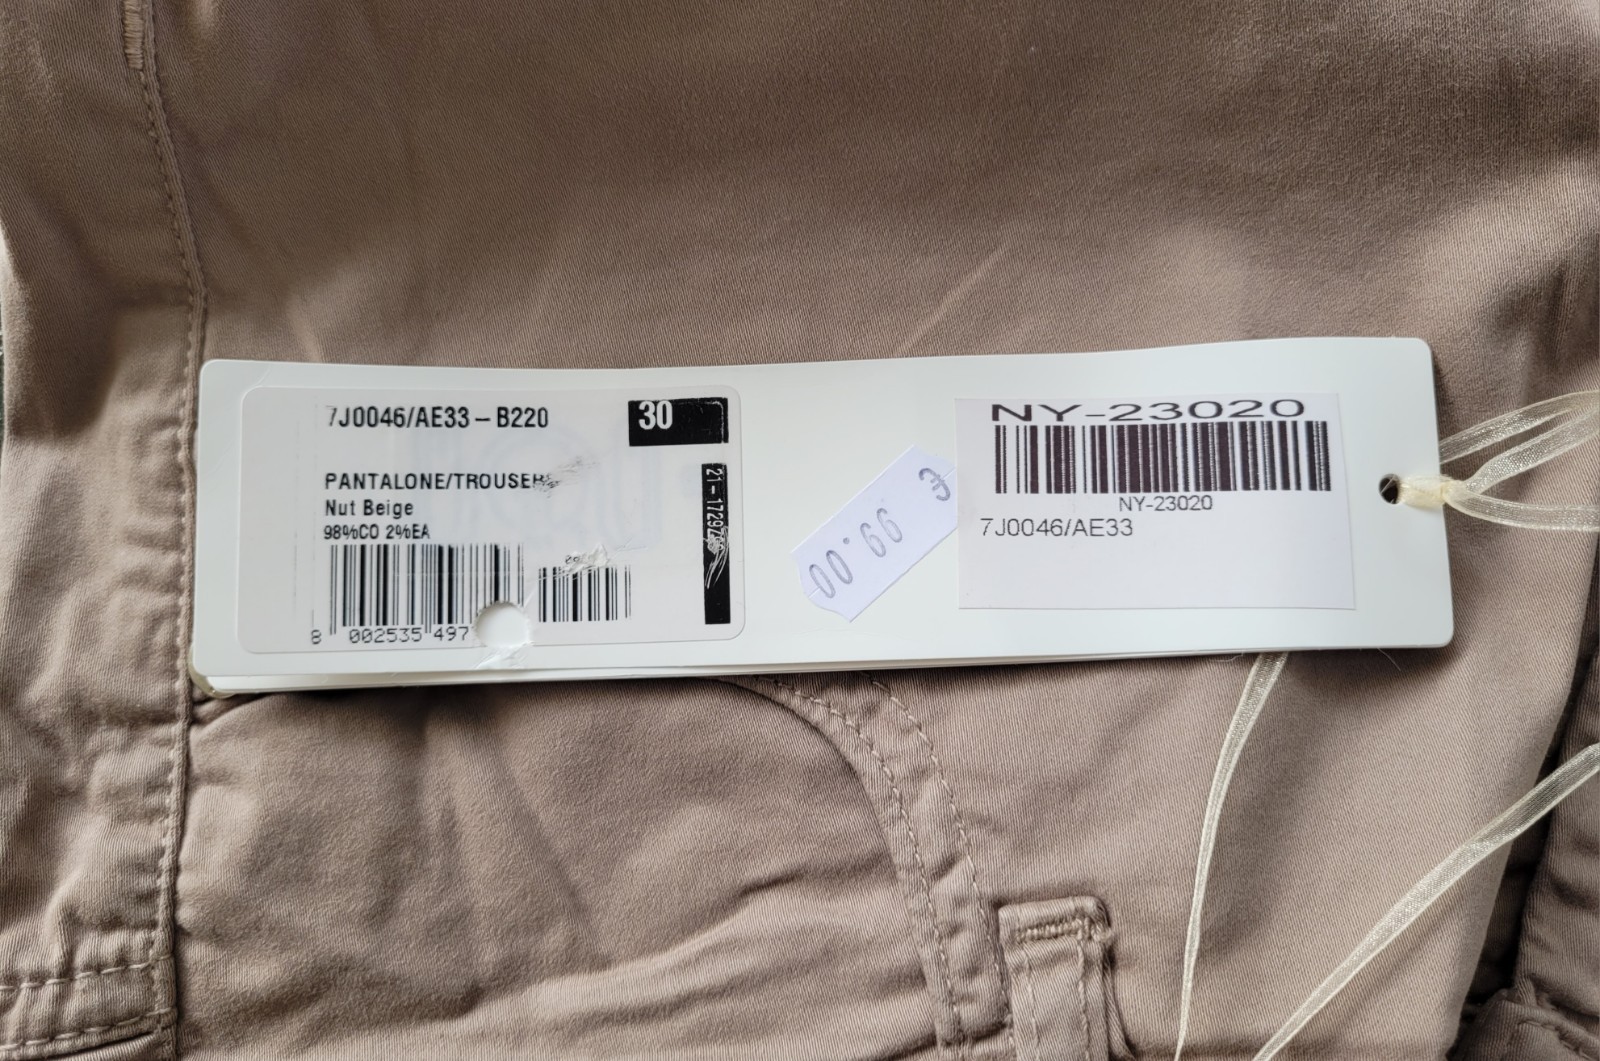 7J0046/AE33 – B220
30
PANTALONE/TROUSER
Nut Beige
98%CO 2%EA
8 002535 497
€ 99.00
NY-23020
NY-23020
7J0046/AE33